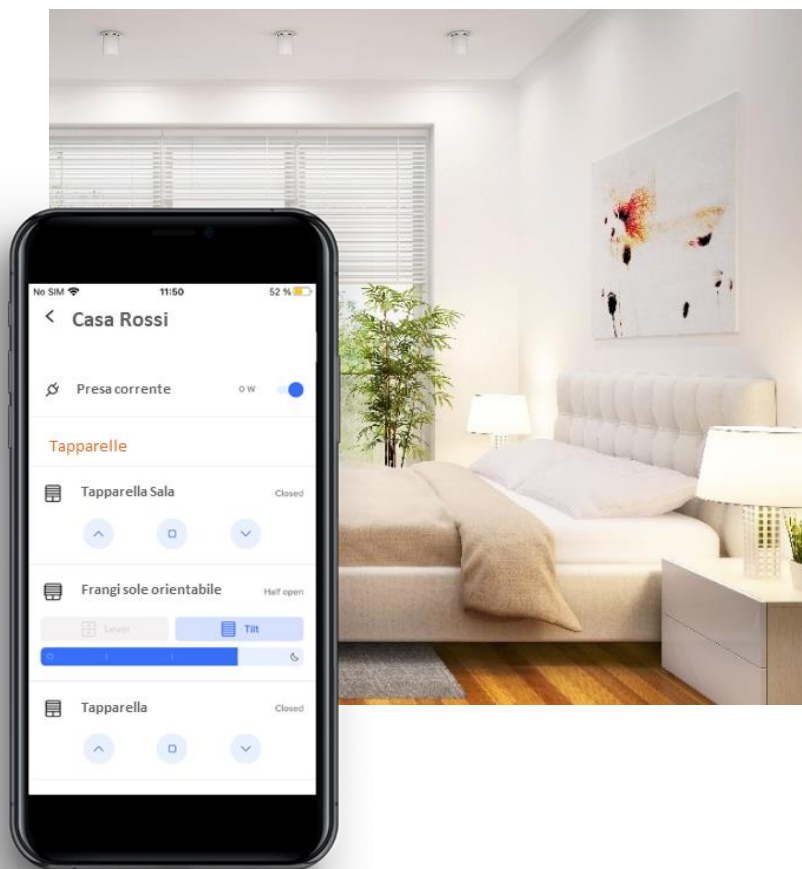 No SIM 11:50 52 %
Casa Rossi
Presa corrente 0 W
Tapparelle
Tapparella Sala Closed
Frangi sole orientabile Half open
Level Tilt
Tapparella Closed